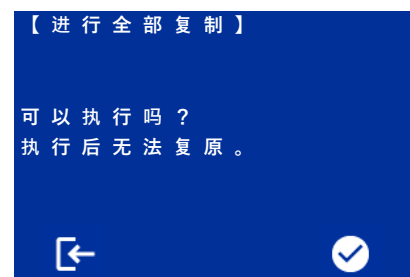 【进行全部复制】
可以执行吗？
执行后无法复原。